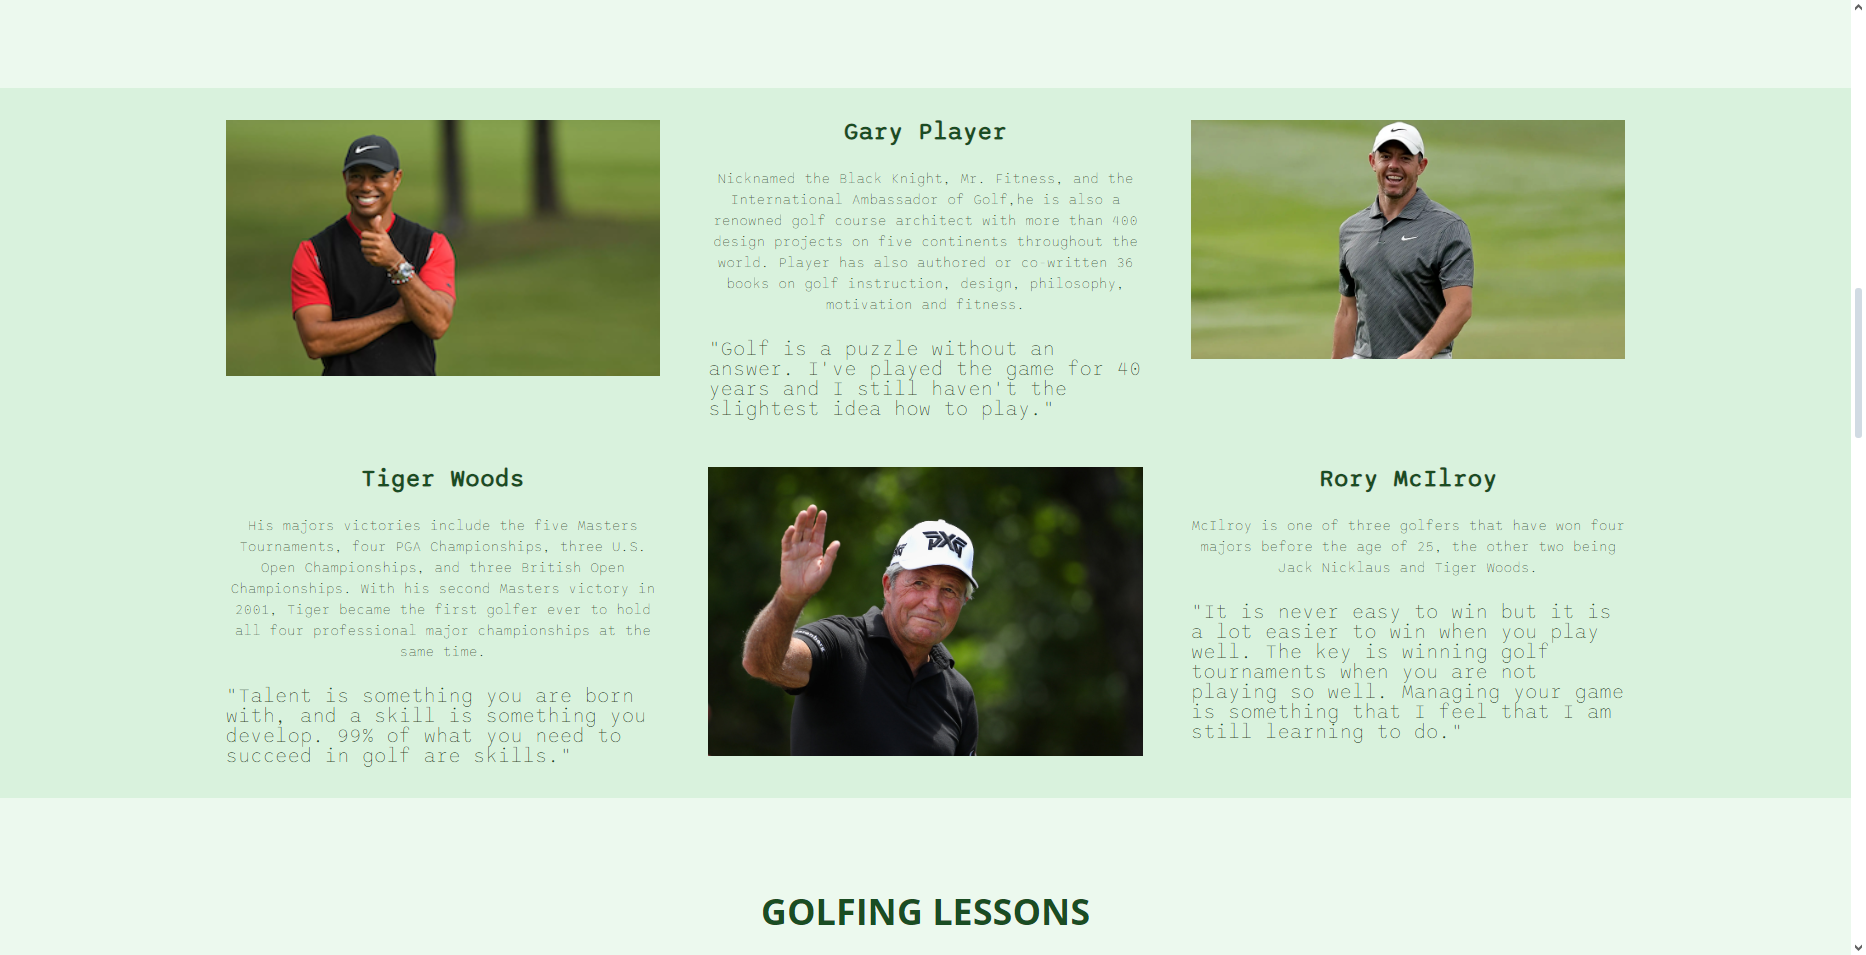 Gary Player
Nicknamed the Black Knight, Mr. Fitness, and the
International Ambassador of Golf,he is also a
renowned golf course architect with more than 400
design projects on five continents throughout the
world. Player has also authored or co-written 36
books on golf instruction, design, philosophy,
motivation and fitness.
"Golf is a puzzle without an
answer. I've played the game for 40
years and I still haven't the
slightest idea how to play."
Tiger Woods
His majors victories include the five Masters
Tournaments, four PGA Championships, three U.S.
Open Championships, and three British Open
Championships. With his second Masters victory in
2001, Tiger became the first golfer ever to hold
all four professional major championships at the
same time.
"Talent is something you are born
with, and a skill is something you
develop. 99% of what you need to
succeed in golf are skills."
PXG
Rory McIlroy
McIlroy is one of three golfers that have won four
majors before the age of 25, the other two being
Jack Nicklaus and Tiger Woods.
"It is never easy to win but it is
a lot easier to win when you play
well. The key is winning golf
tournaments when you are not
playing so well. Managing your game
is something that I feel that I am
still learning to do."
GOLFING LESSONS